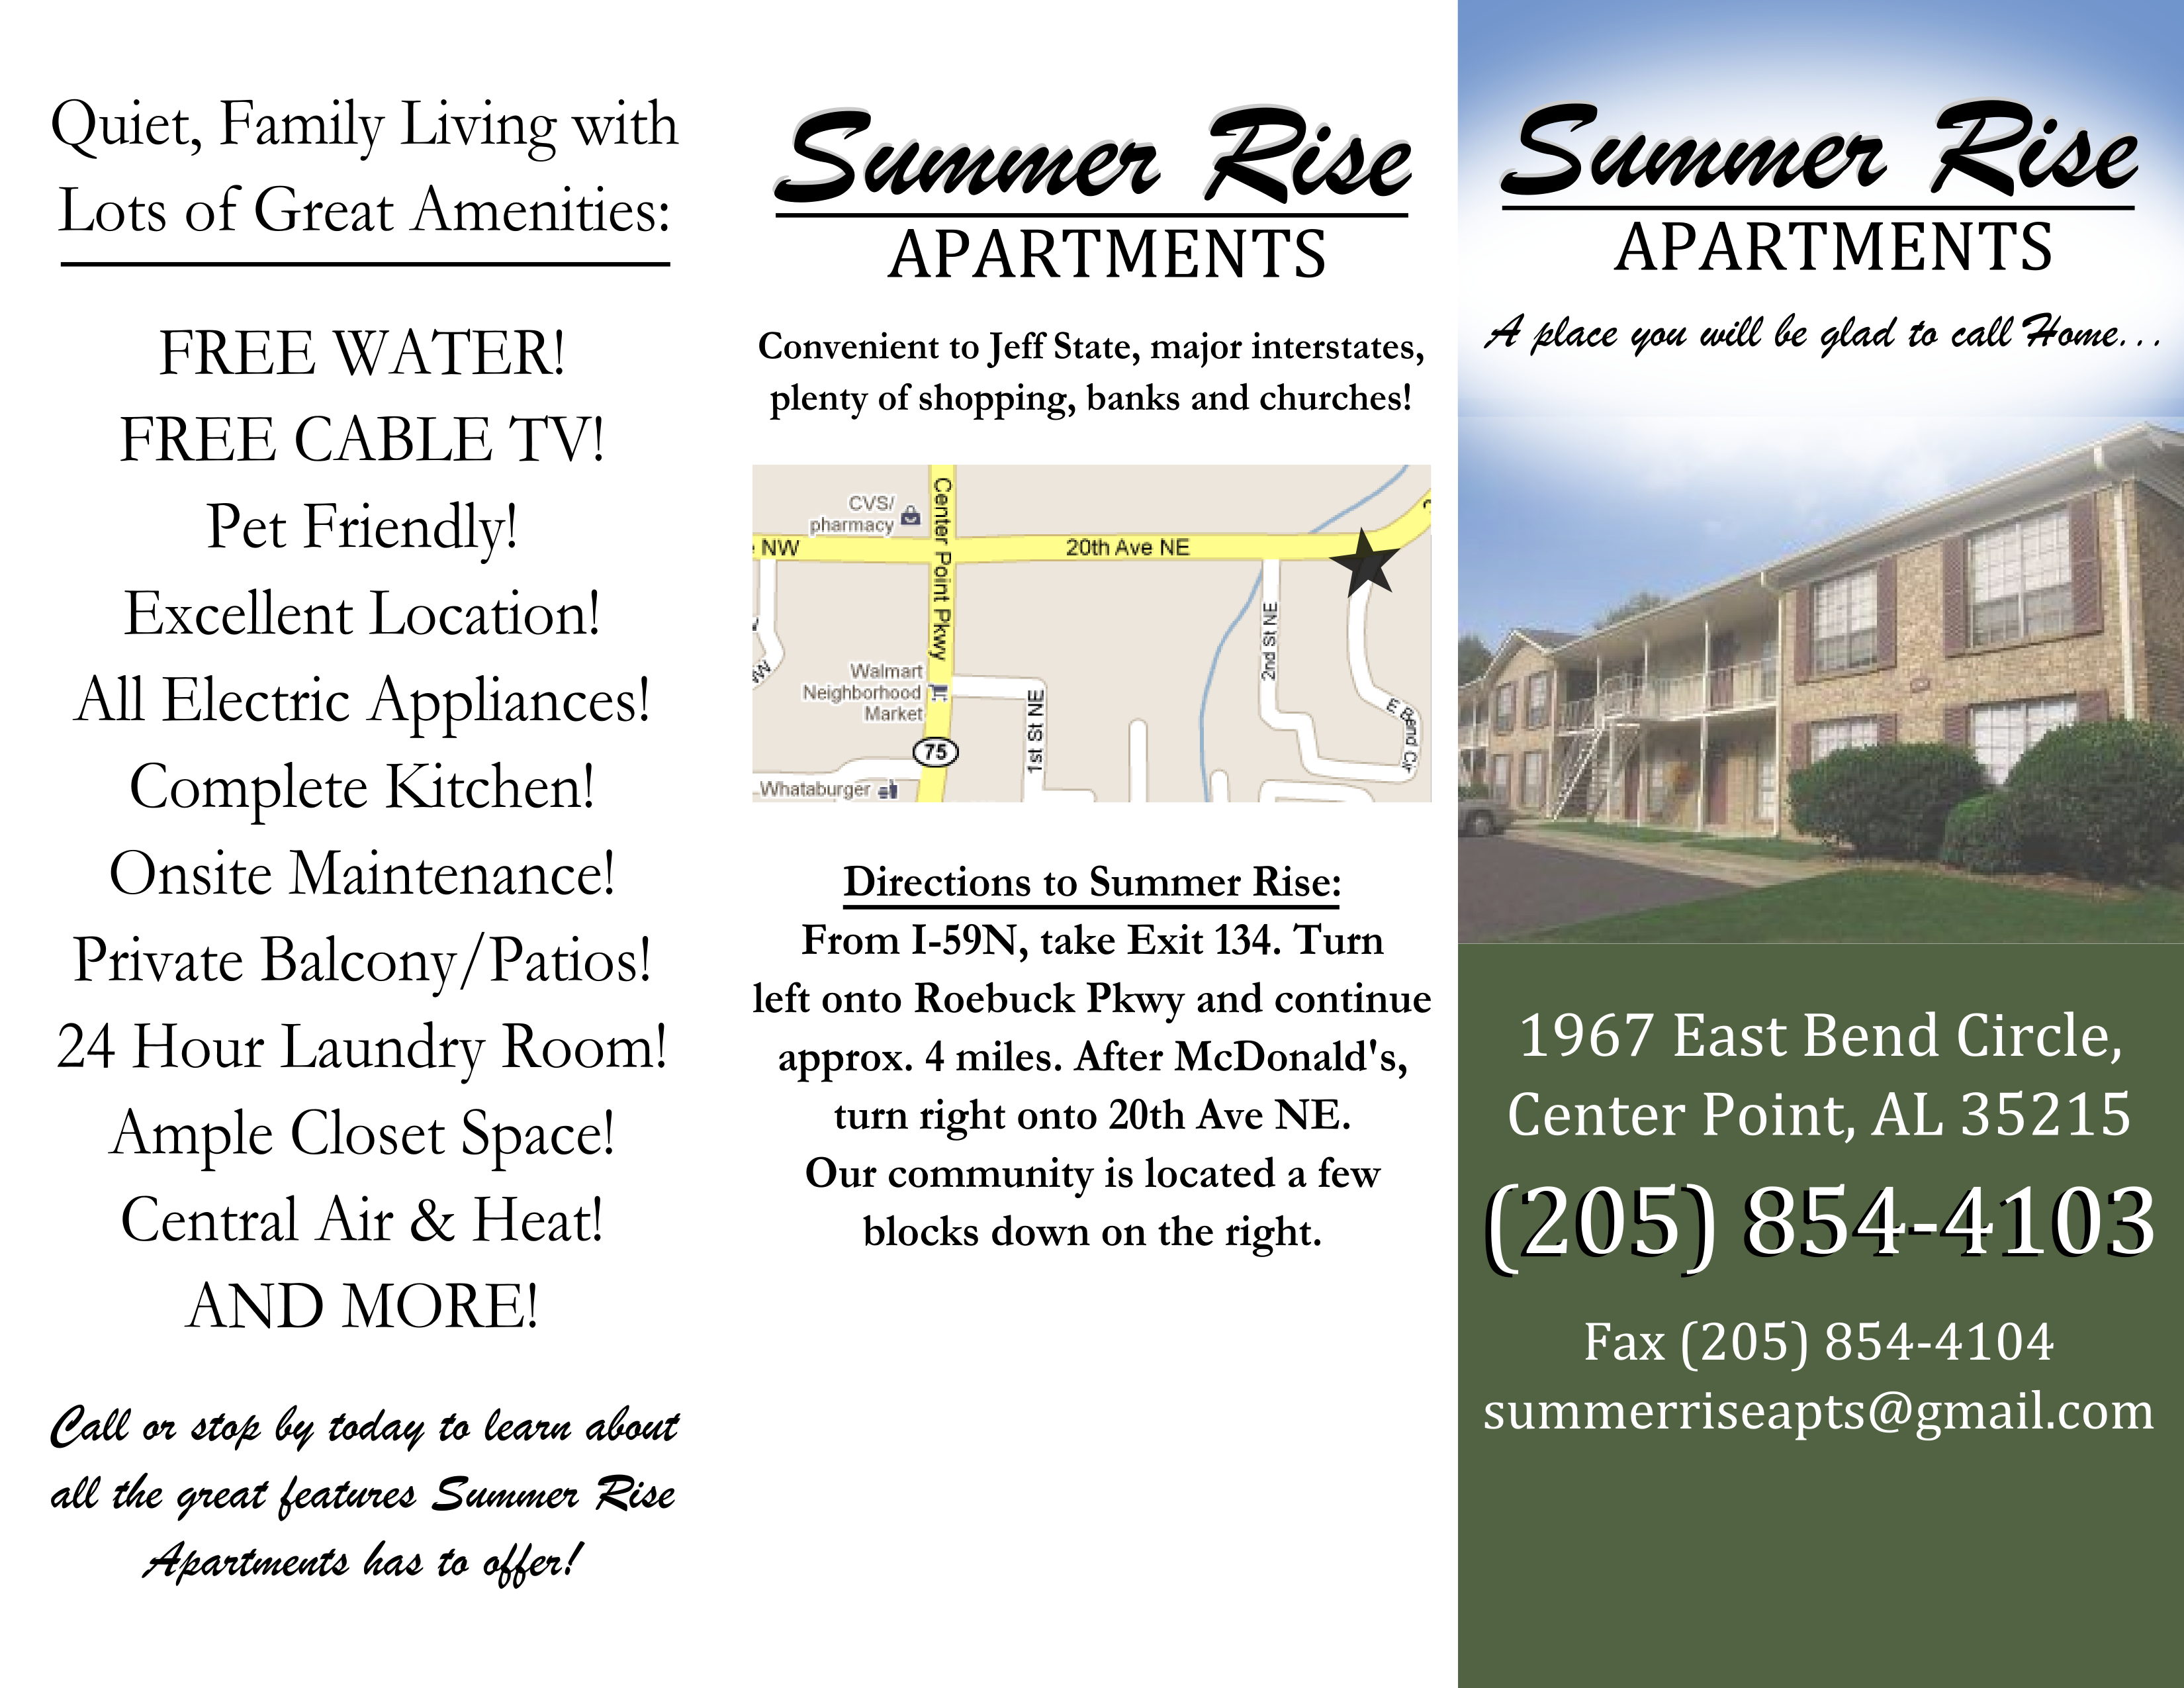 Quiet, Family Living with
Lots of Great Amenities:
FREE WATER!
FREE CABLE TV!
Pet Friendly!
Excellent Location!
All Electric Appliances!
Complete Kitchen!
Onsite Maintenance!
Private Balcony/Patios!
24 Hour Laundry Room!
Ample Closet Space!
Central Air & Heat!
AND MORE!
Call or stop by today to learn about
all the great features Summer Rise
Apartments has to offer!
Summer Rise
APARTMENTS
Convenient to Jeff State, major interstates,
plenty of shopping, banks and churches!
CVS/
pharmacy
Center Point Pkwy
NW
20th Ave NE
2nd St NE
Walmart
Neighborhood
Market
1st St NE
E Bend Cir
75
Whataburger
Directions to Summer Rise:
From I-59N, take Exit 134. Turn
left onto Roebuck Pkwy and continue
approx. 4 miles. After McDonald's,
turn right onto 20th Ave NE.
Our community is located a few
blocks down on the right.
Summer Rise
APARTMENTS
A place you will be glad to call Home...
1967 East Bend Circle,
Center Point, AL 35215
(205) 854-4103
Fax (205) 854-4104
summerriseapts@gmail.com